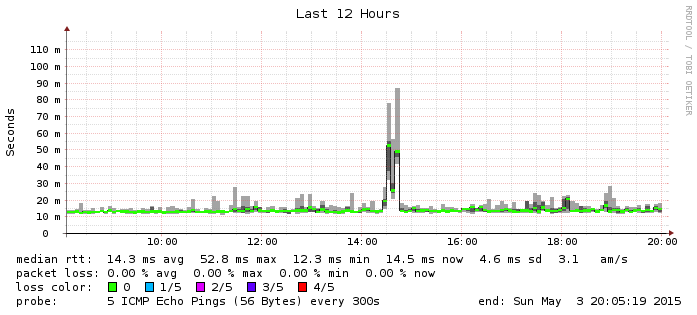 Last 12 Hours
RRDTOOL / TOBI OETIKER
Seconds
110 m
100 m
90 m
80 m
70 m
60 m
50 m
40 m
30 m
20 m
10 m
0
10:00 12:00 14:00 16:00 18:00 20:00
median rtt: 14.3 ms avg 52.8 ms max 12.3 ms min 14.5 ms now 4.6 ms sd 3.1 am/s
packet loss: 0.00 % avg 0.00 % max 0.00 % min 0.00 % now
loss color: 0 1/5 2/5 3/5 4/5
probe: 5 ICMP Echo Pings (56 Bytes) every 300s end: Sun May 3 20:05:19 2015